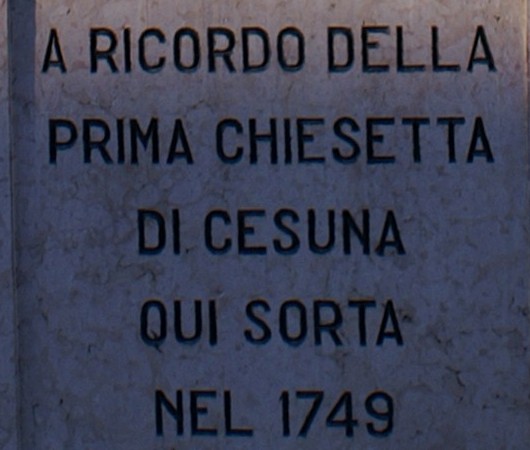 A RICORDO DELLA
PRIMA CHIESETTA
DI CESUNA
QUI SORTA
NEL 1749